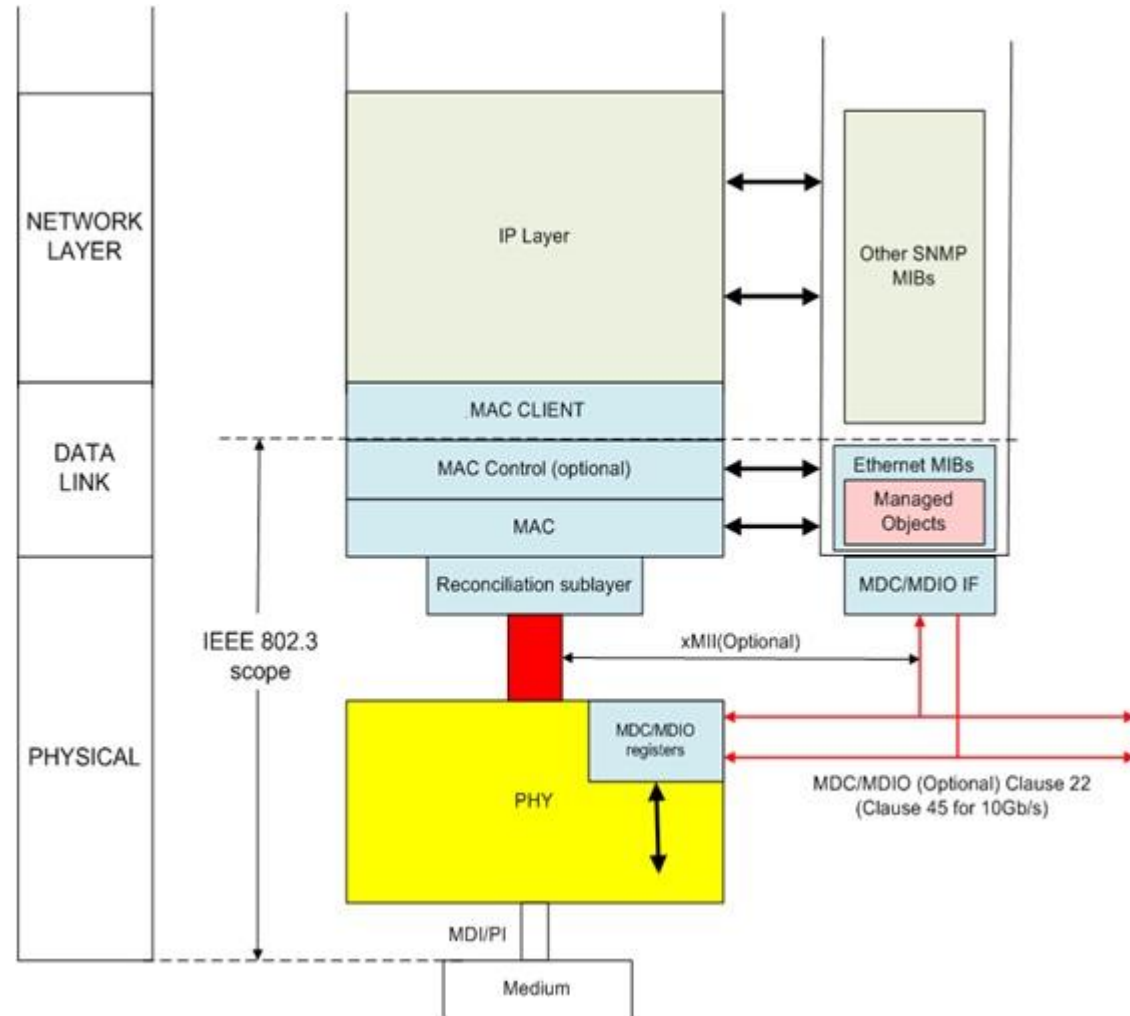 NETWORK
LAYER
DATA
LINK
PHYSICAL
IEEE 802.3
scope
IP Layer
MAC CLIENT
MAC Control (optional)
MAC
Reconciliation sublayer
xMII(Optional)
MDC/MDIO
registers
PHY
MDI/PI
Medium
Other SNMP
MIBs
Ethernet MIBs
Managed
Objects
MDC/MDIO IF
MDC/MDIO (Optional) Clause 22
(Clause 45 for 10Gb/s)